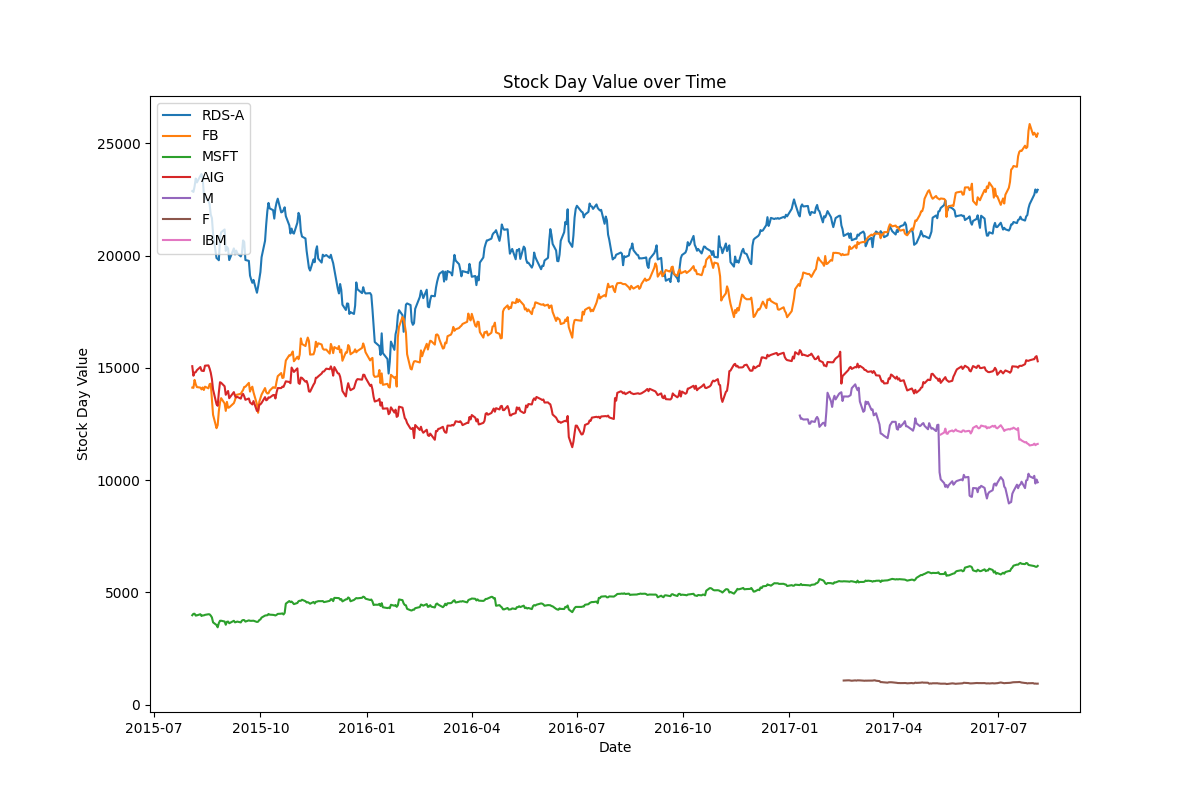 Stock Day Value over Time
RDS-A
FB
MSFT
AIG
M
F
IBM
25000
20000
15000
10000
5000
0
Stock Day Value
2015-07 2015-10 2016-01 2016-04 2016-07 2016-10 2017-01 2017-04 2017-07
Date